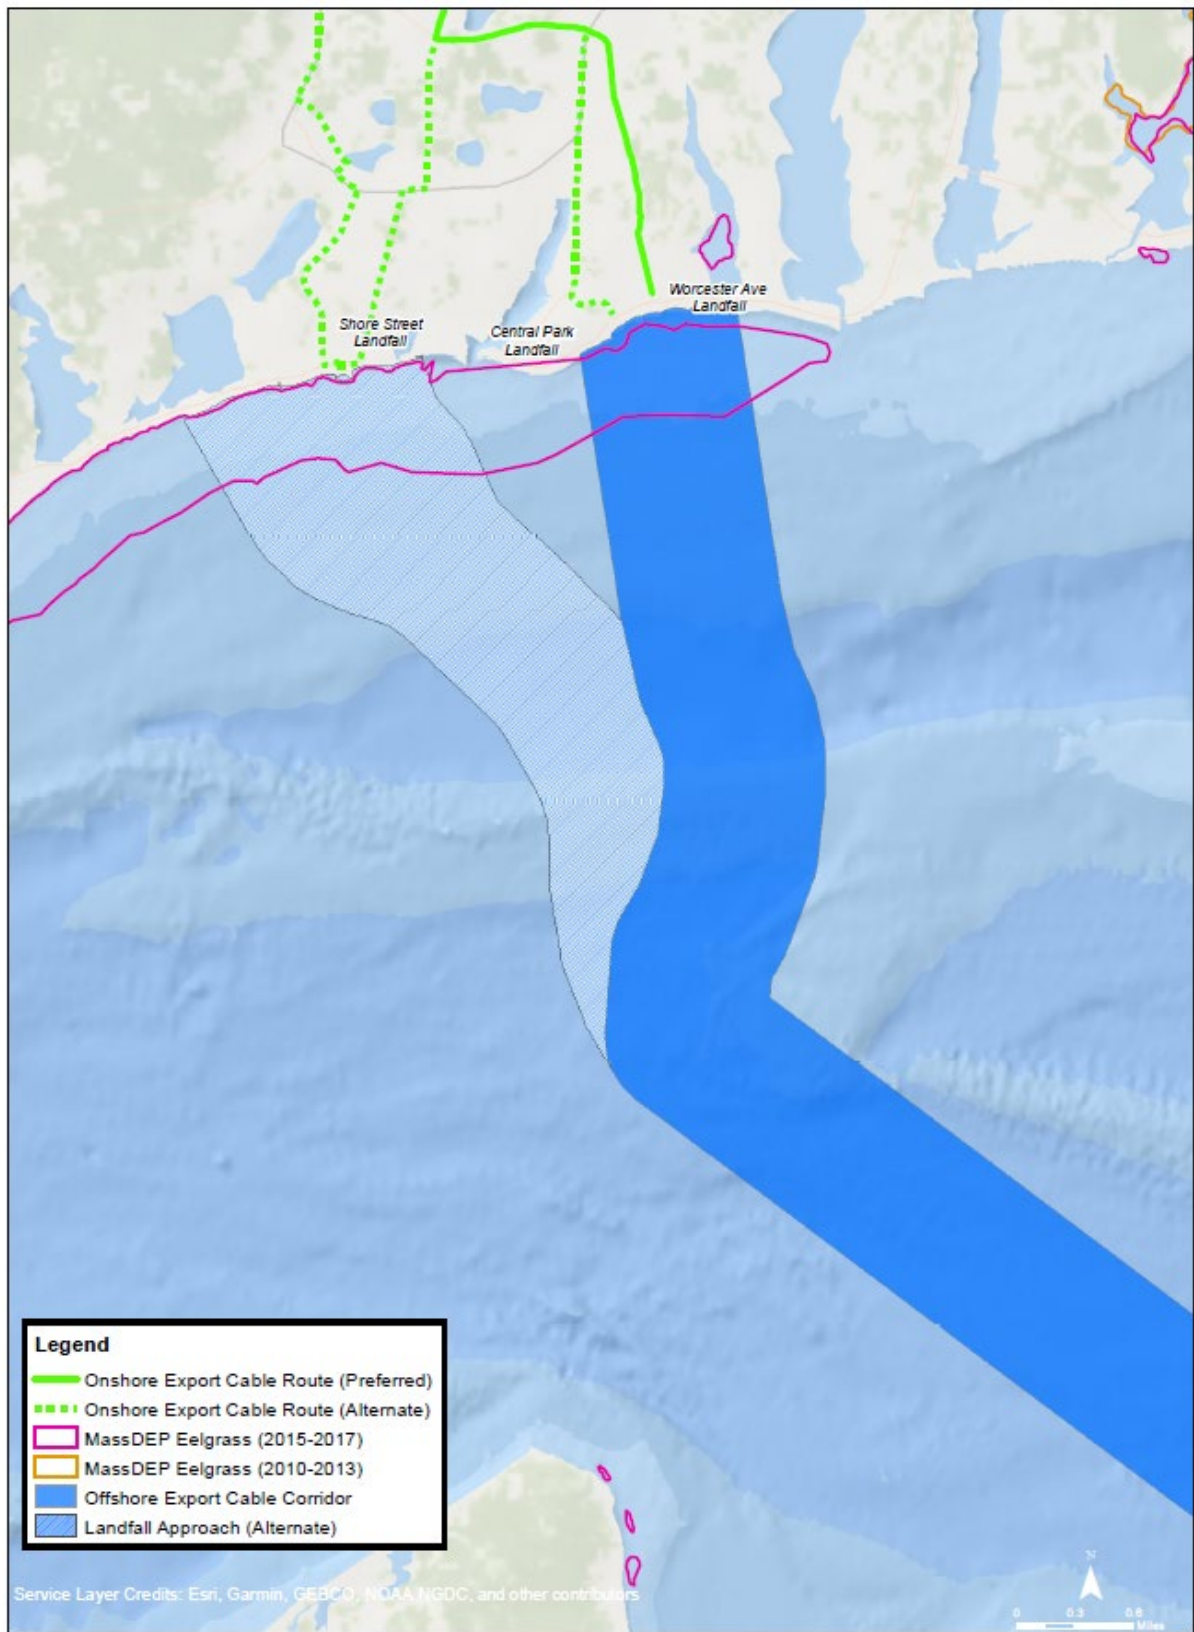 Worcester Ave
Landfall
Shore Street
Landfall
Central Park
Landfall
Legend
Onshore Export Cable Route (Preferred)
Onshore Export Cable Route (Alternate)
MassDEP Eelgrass (2015-2017)
MassDEP Eelgrass (2010-2013)
Offshore Export Cable Corridor
Landfall Approach (Alternate)
Service Layer Credits: Esri, Garmin, GEBCO, NOAA NGDC, and other contributors
N
0 0.3 0.6
Miles